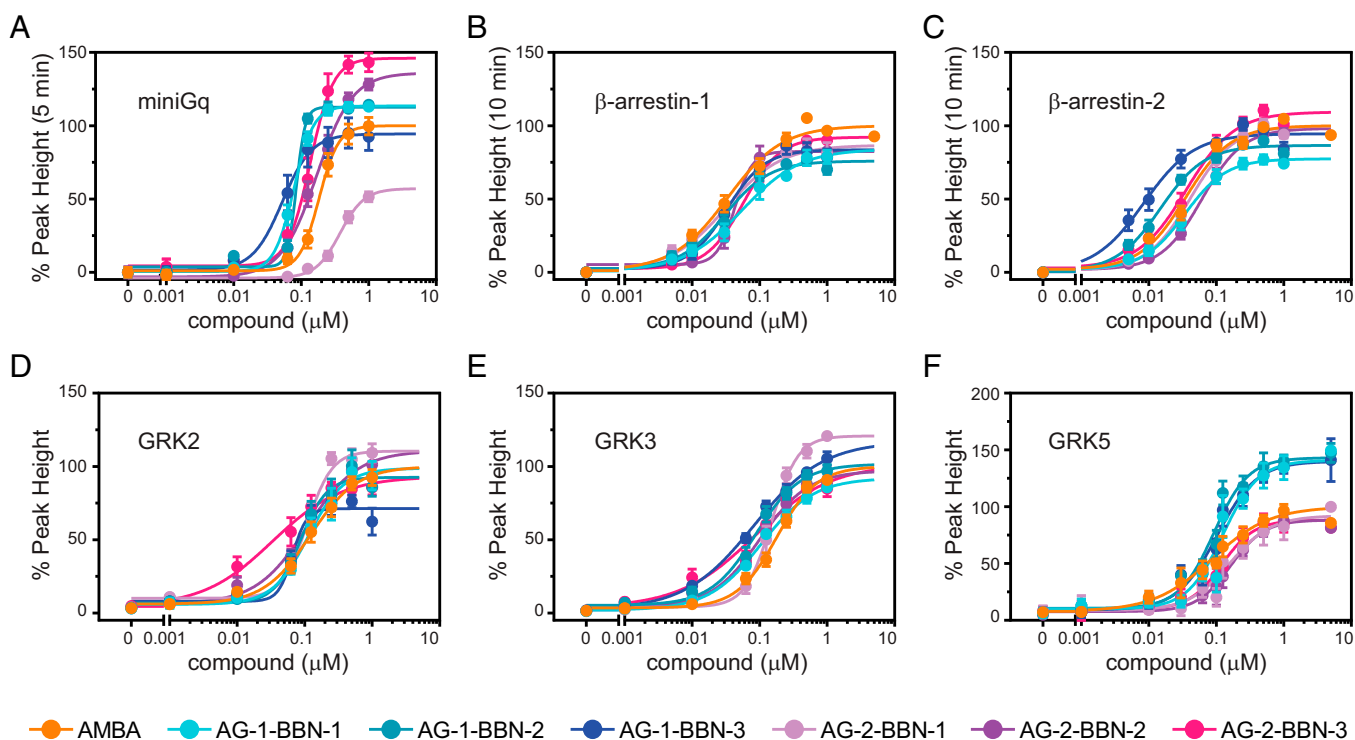 A
B
C
% Peak Height (5 min)
150
100
50
0
miniGq
0
0.001
0.01
0.1
1
10
compound (μM)
% Peak Height (10 min)
150
100
50
0
β-arrestin-1
0
0.001
0.01
0.1
1
10
compound (μM)
% Peak Height (10 min)
150
100
50
0
β-arrestin-2
0
0.001
0.01
0.1
1
10
compound (μM)
D
E
F
% Peak Height
150
100
50
0
GRK2
0
0.001
0.01
0.1
1
10
compound (μM)
% Peak Height
150
100
50
0
GRK3
0
0.001
0.01
0.1
1
10
compound (μM)
% Peak Height
200
150
100
50
0
GRK5
0
0.001
0.01
0.1
1
10
compound (μM)
AMBA AG-1-BBN-1 AG-1-BBN-2 AG-1-BBN-3 AG-2-BBN-1 AG-2-BBN-2 AG-2-BBN-3